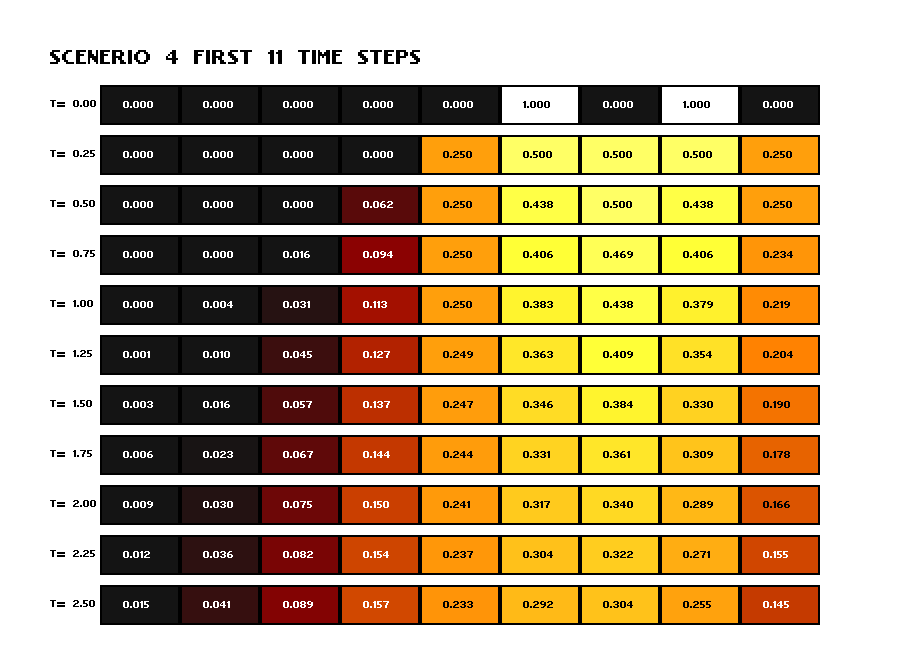 SCENERIO 4 FIRST 11 TIME STEPS
T= 0.00 0.000 0.000 0.000 0.000 0.000 1.000 0.000 1.000 0.000
T= 0.25 0.000 0.000 0.000 0.000 0.250 0.500 0.500 0.500 0.250
T= 0.50 0.000 0.000 0.000 0.062 0.250 0.438 0.500 0.438 0.250
T= 0.75 0.000 0.000 0.016 0.094 0.250 0.406 0.469 0.406 0.234
T= 1.00 0.000 0.004 0.031 0.113 0.250 0.383 0.438 0.379 0.219
T= 1.25 0.001 0.010 0.045 0.127 0.249 0.363 0.409 0.354 0.204
T= 1.50 0.003 0.016 0.057 0.137 0.247 0.346 0.384 0.330 0.190
T= 1.75 0.006 0.023 0.067 0.144 0.244 0.331 0.361 0.309 0.178
T= 2.00 0.009 0.030 0.075 0.150 0.241 0.317 0.340 0.289 0.166
T= 2.25 0.012 0.036 0.082 0.154 0.237 0.304 0.322 0.271 0.155
T= 2.50 0.015 0.041 0.089 0.157 0.233 0.292 0.304 0.255 0.145